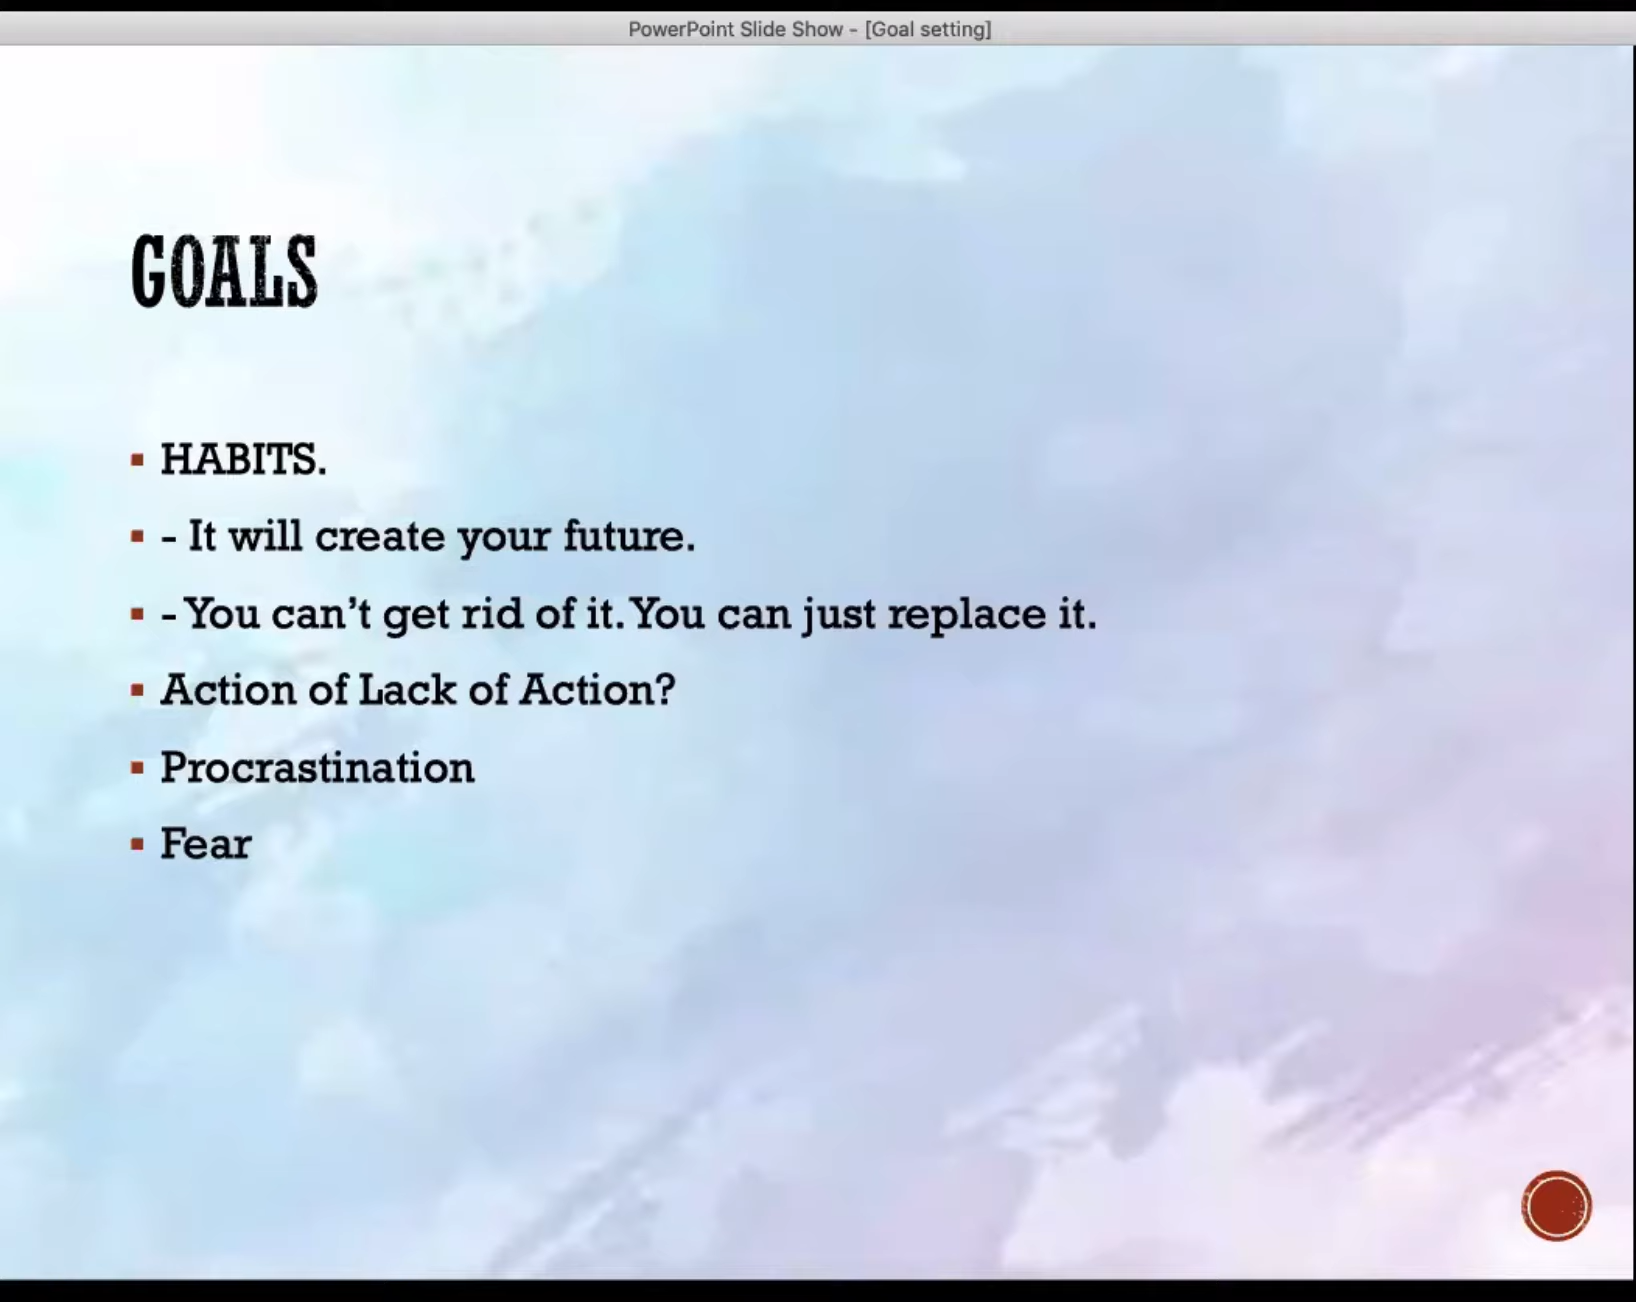 PowerPoint Slide Show - [Goal setting]
GOALS
▪ HABITS.
▪ - It will create your future.
▪ - You can’t get rid of it. You can just replace it.
▪ Action of Lack of Action?
▪ Procrastination
▪ Fear